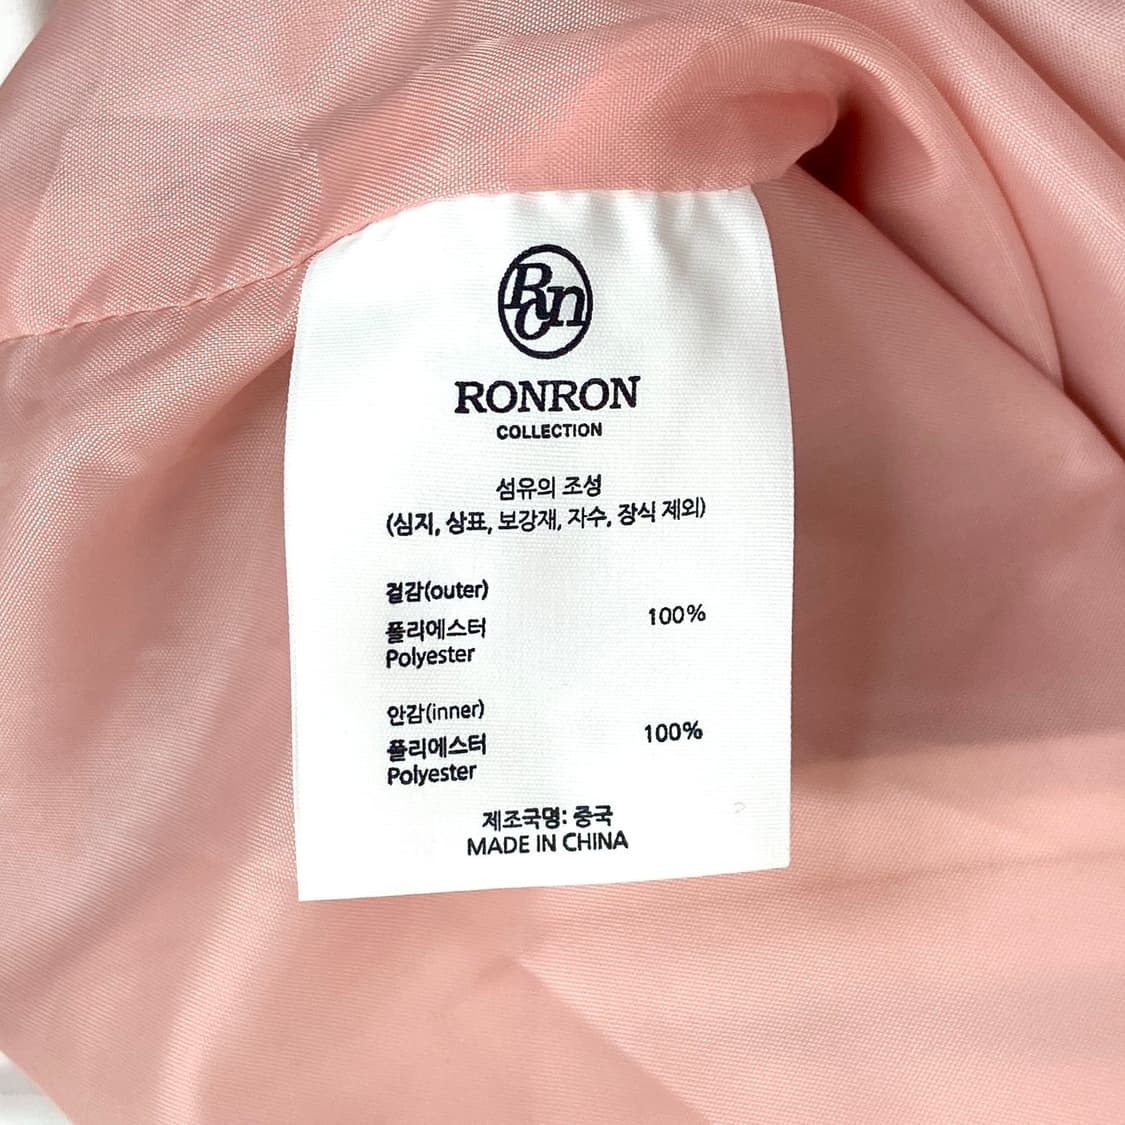 Ron
RONRON
COLLECTION
섬유의 조성
(심지, 상표, 보강재, 자수, 장식 제외)
겉감(outer)
폴리에스터 100%
Polyester
안감(inner)
폴리에스터 100%
Polyester
제조국명: 중국
MADE IN CHINA